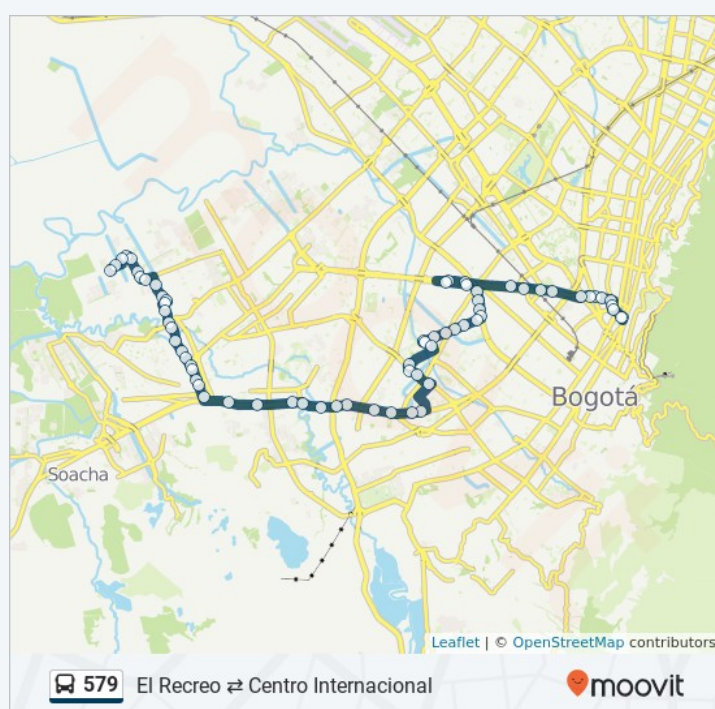 Bogotá
Soacha
Leaflet | © OpenStreetMap contributors
579 El Recreo ⇄ Centro Internacional
moovit